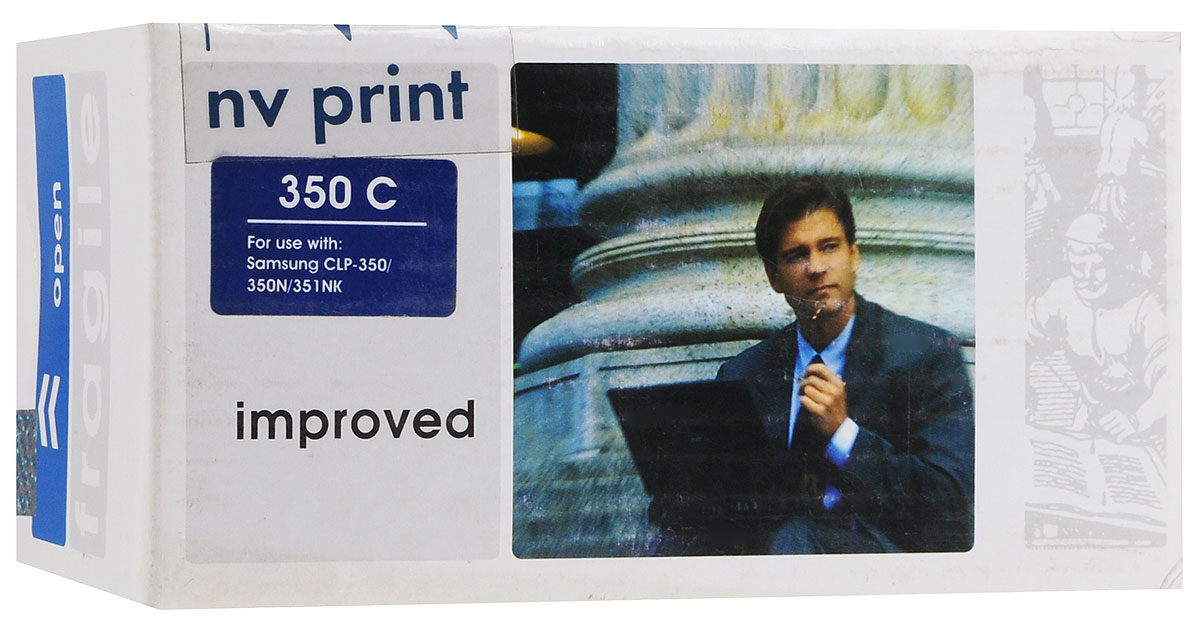 nv print
350 C
For use with:
Samsung CLP-350/
350N/351NK
improved
open
fragile